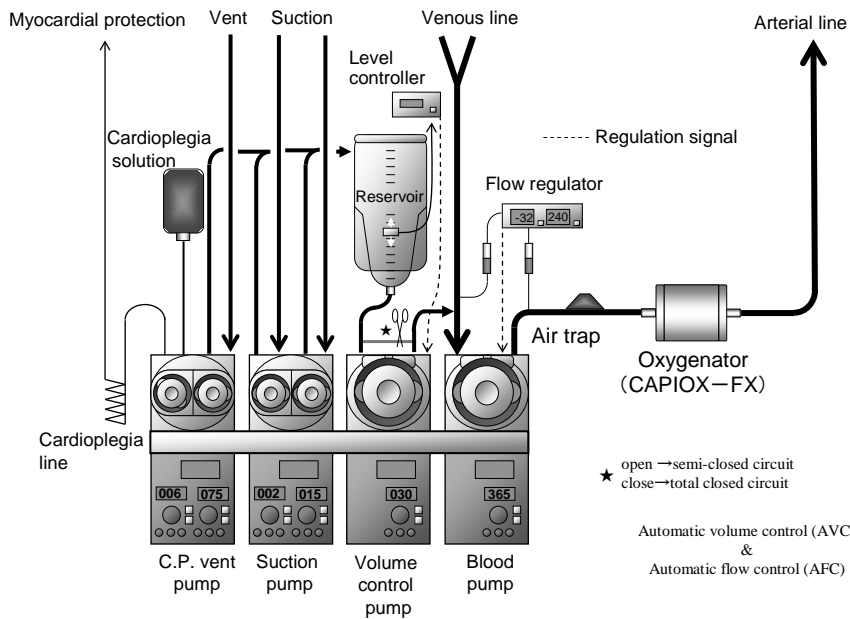 Myocardial protection
Vent
Suction
Venous line
Arterial line
Level
controller
Cardioplegia
solution
Regulation signal
Reservoir
Flow regulator
-32
240
★
Air trap
Oxygenator
(CAPIOX－FX)
Cardioplegia
line
006
075
002
015
030
365
★ open →semi-closed circuit
close→total closed circuit
C.P. vent
pump
Suction
pump
Volume
control
pump
Blood
pump
Automatic volume control (AVC
&
Automatic flow control (AFC)